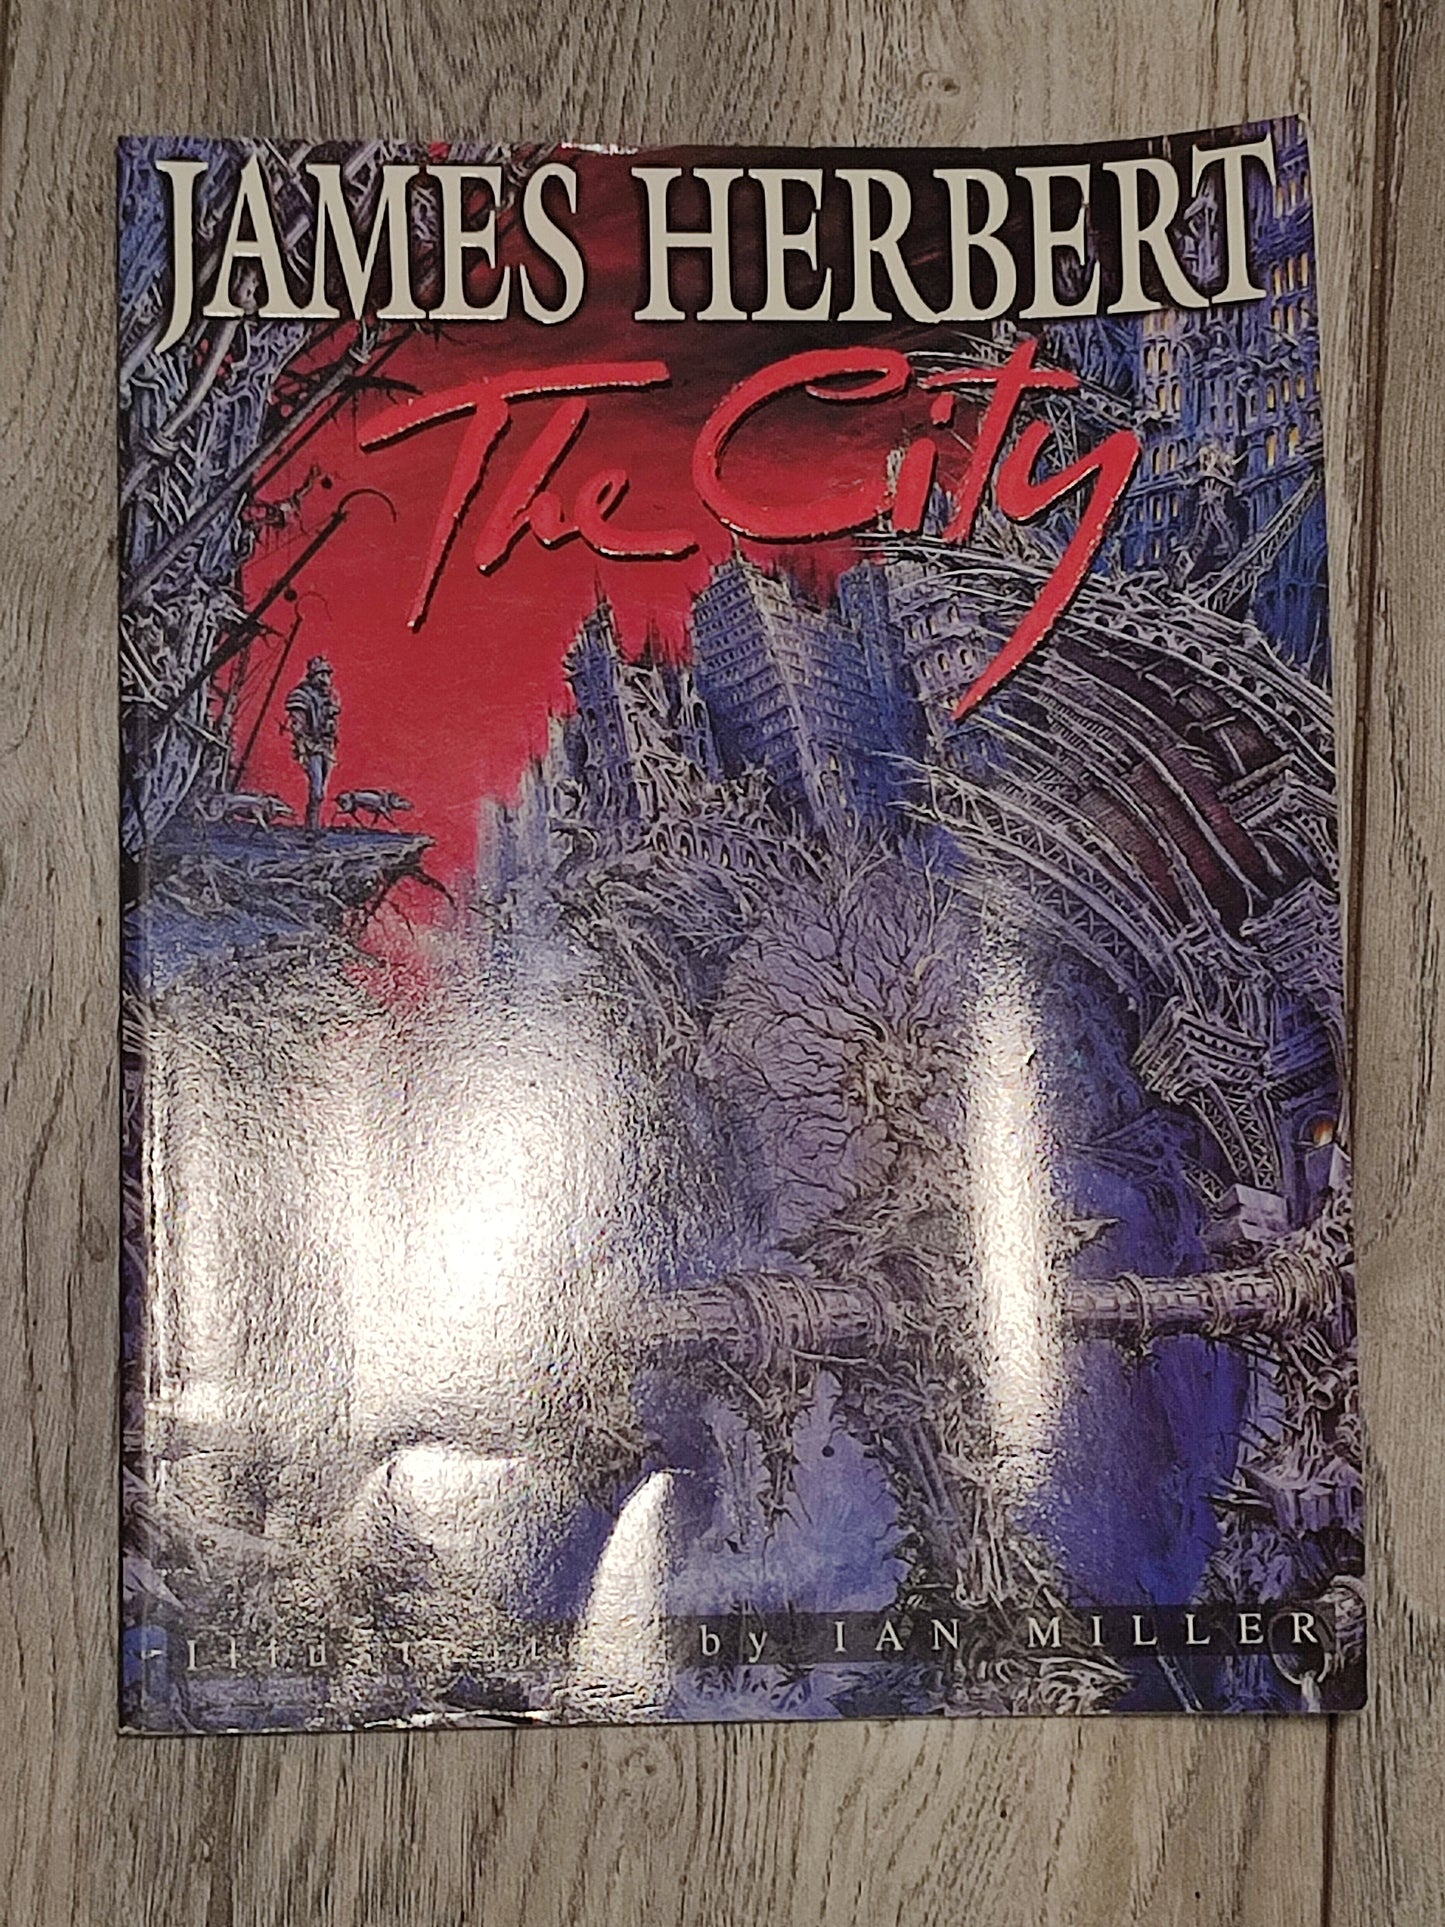 JAMES HERBERT
The City
by IAN MILLER